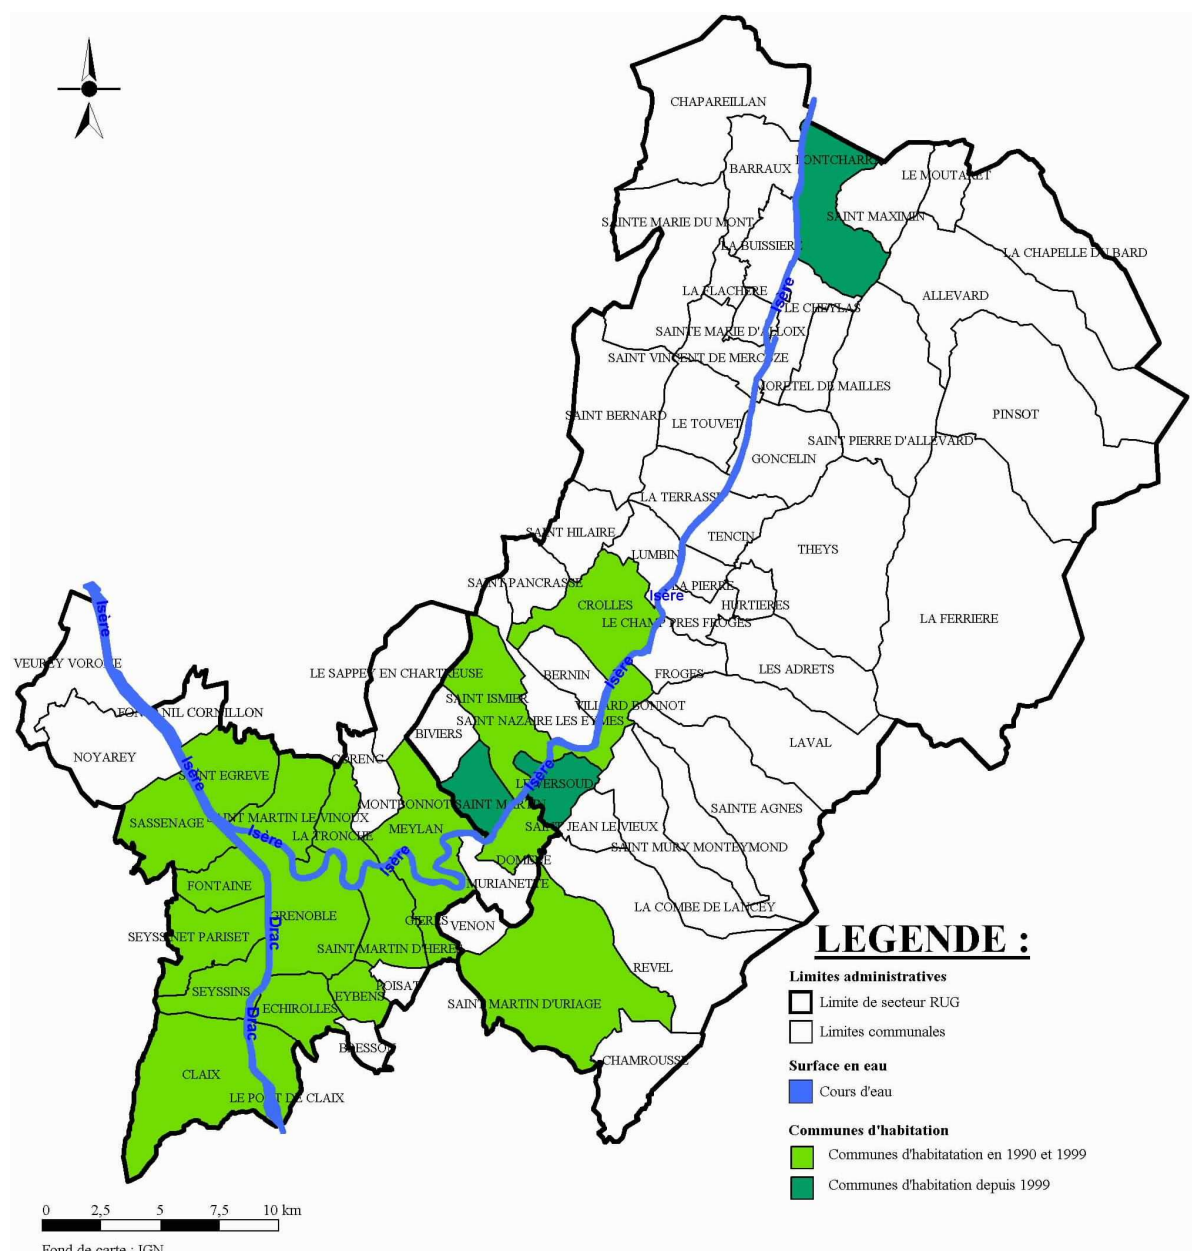 CHAPAREILLAN
PONTCHARRA
BARRAUX
LE MOUTARET
SAINT MAXIMIN
SAINTE MARIE DU MONT
LA BUISSIERE
LA CHAPELLE DU BARD
LA FLACHERE
Isère
ALLEVARD
LE CHEYLAS
SAINTE MARIE D'ALLOIX
SAINT VINCENT DE MERCUZE
MORETEL DE MAILLES
SAINT BERNARD
LE TOUVET
PINSOT
SAINT PIERRE D'ALLEVARD
GONCELIN
LA TERRASSE
SAINT HILAIRE
TENCIN
LUMBIN
THEYS
SAINT PANCRASSE
LA PIERRE
Isère
CROLLES
HURTIERES
LE CHAMP PRES FROGES
LA FERRIERE
Isère
VEUREY VOROIZE
LE SAPPEY EN CHARTREUSE
BERNIN
Isère
FROGES
LES ADRETS
SAINT ISMIER
VILLARD BONNOT
FONTANIL CORNILLON
SAINT NAZAIRE LES EYMES
BIVIERS
LAVAL
NOYAREY
CORENC
SAINT EGREVE
Isère
Isère
LE VERSOUD
MONTBONNOT SAINT MARTIN
SAINTE AGNES
SASSENAGE
SAINT MARTIN LE VINOUX
MEYLAN
SAINT JEAN LE VIEUX
Isère
LA TRONCHE
SAINT MURY MONTEYMOND
Isère
DOMENE
FONTAINE
MURIANETTE
LA COMBE DE LANCEY
GRENOBLE
GIERES
VENON
Drac
SEYSSINET PARISET
SAINT MARTIN D'HERES
REVEL
SEYSSINS
POISAT
EYBENS
SAINT MARTIN D'URIAGE
ECHIROLLES
Drac
BRESSON
CHAMROUSSE
CLAIX
LE PONT DE CLAIX
LEGENDE :
Limites administratives
Limite de secteur RUG
Limites communales
Surface en eau
Cours d'eau
Communes d'habitation
Communes d'habitatation en 1990 et 1999
Communes d'habitation depuis 1999
0 2,5 5 7,5 10 km
Fond de carte : IGN